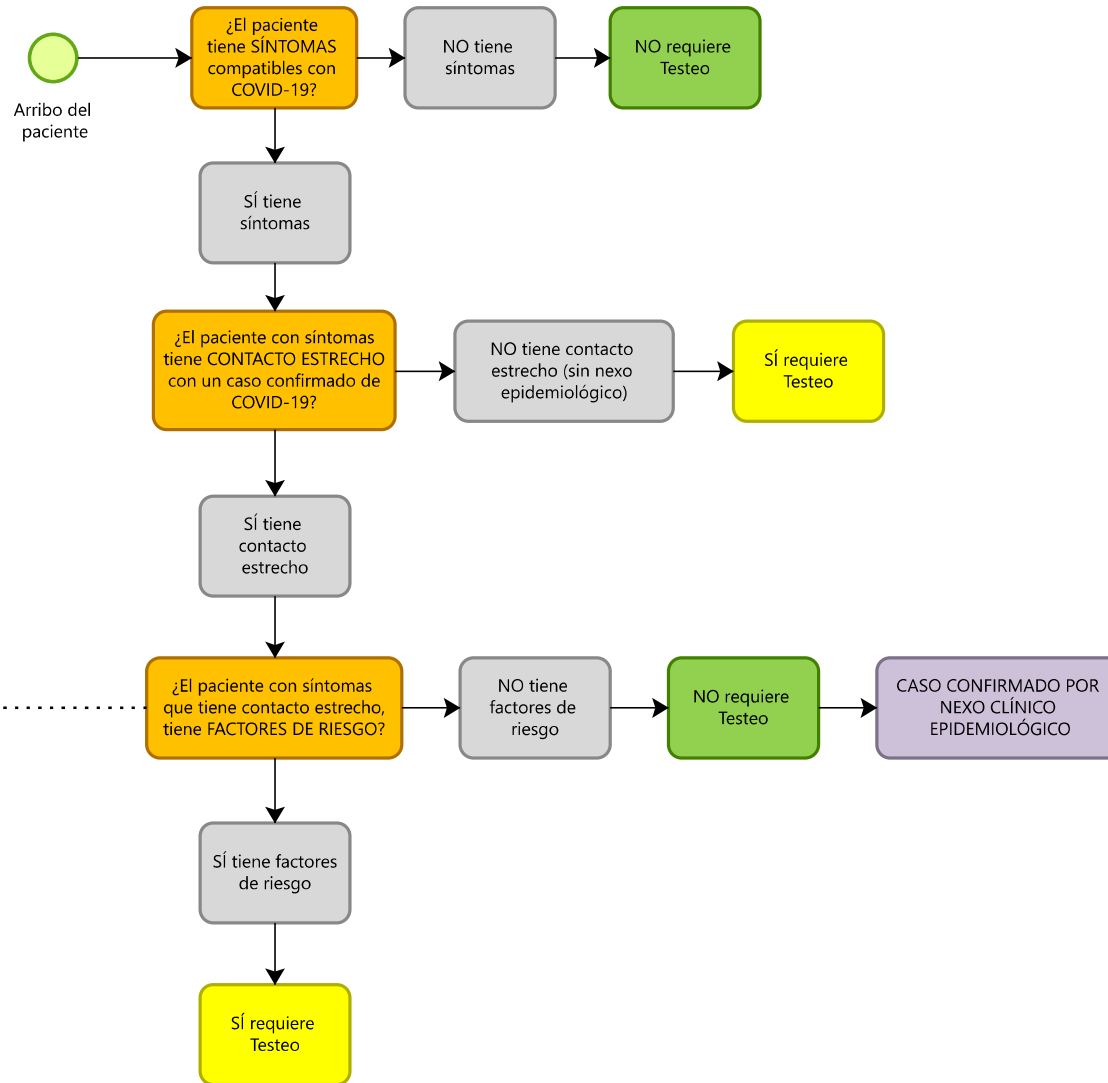 ¿El paciente
tiene SÍNTOMAS
compatibles con
COVID-19?
NO tiene
síntomas
NO requiere
Testeo
Arribo del
paciente
SÍ tiene
síntomas
¿El paciente con síntomas
tiene CONTACTO ESTRECHO
con un caso confirmado de
COVID-19?
NO tiene contacto
estrecho (sin nexo
epidemiológico)
SÍ requiere
Testeo
SÍ tiene
contacto
estrecho
¿El paciente con síntomas
que tiene contacto estrecho,
tiene FACTORES DE RIESGO?
NO tiene
factores de
riesgo
NO requiere
Testeo
CASO CONFIRMADO POR
NEXO CLÍNICO
EPIDEMIOLÓGICO
SÍ tiene factores
de riesgo
SÍ requiere
Testeo